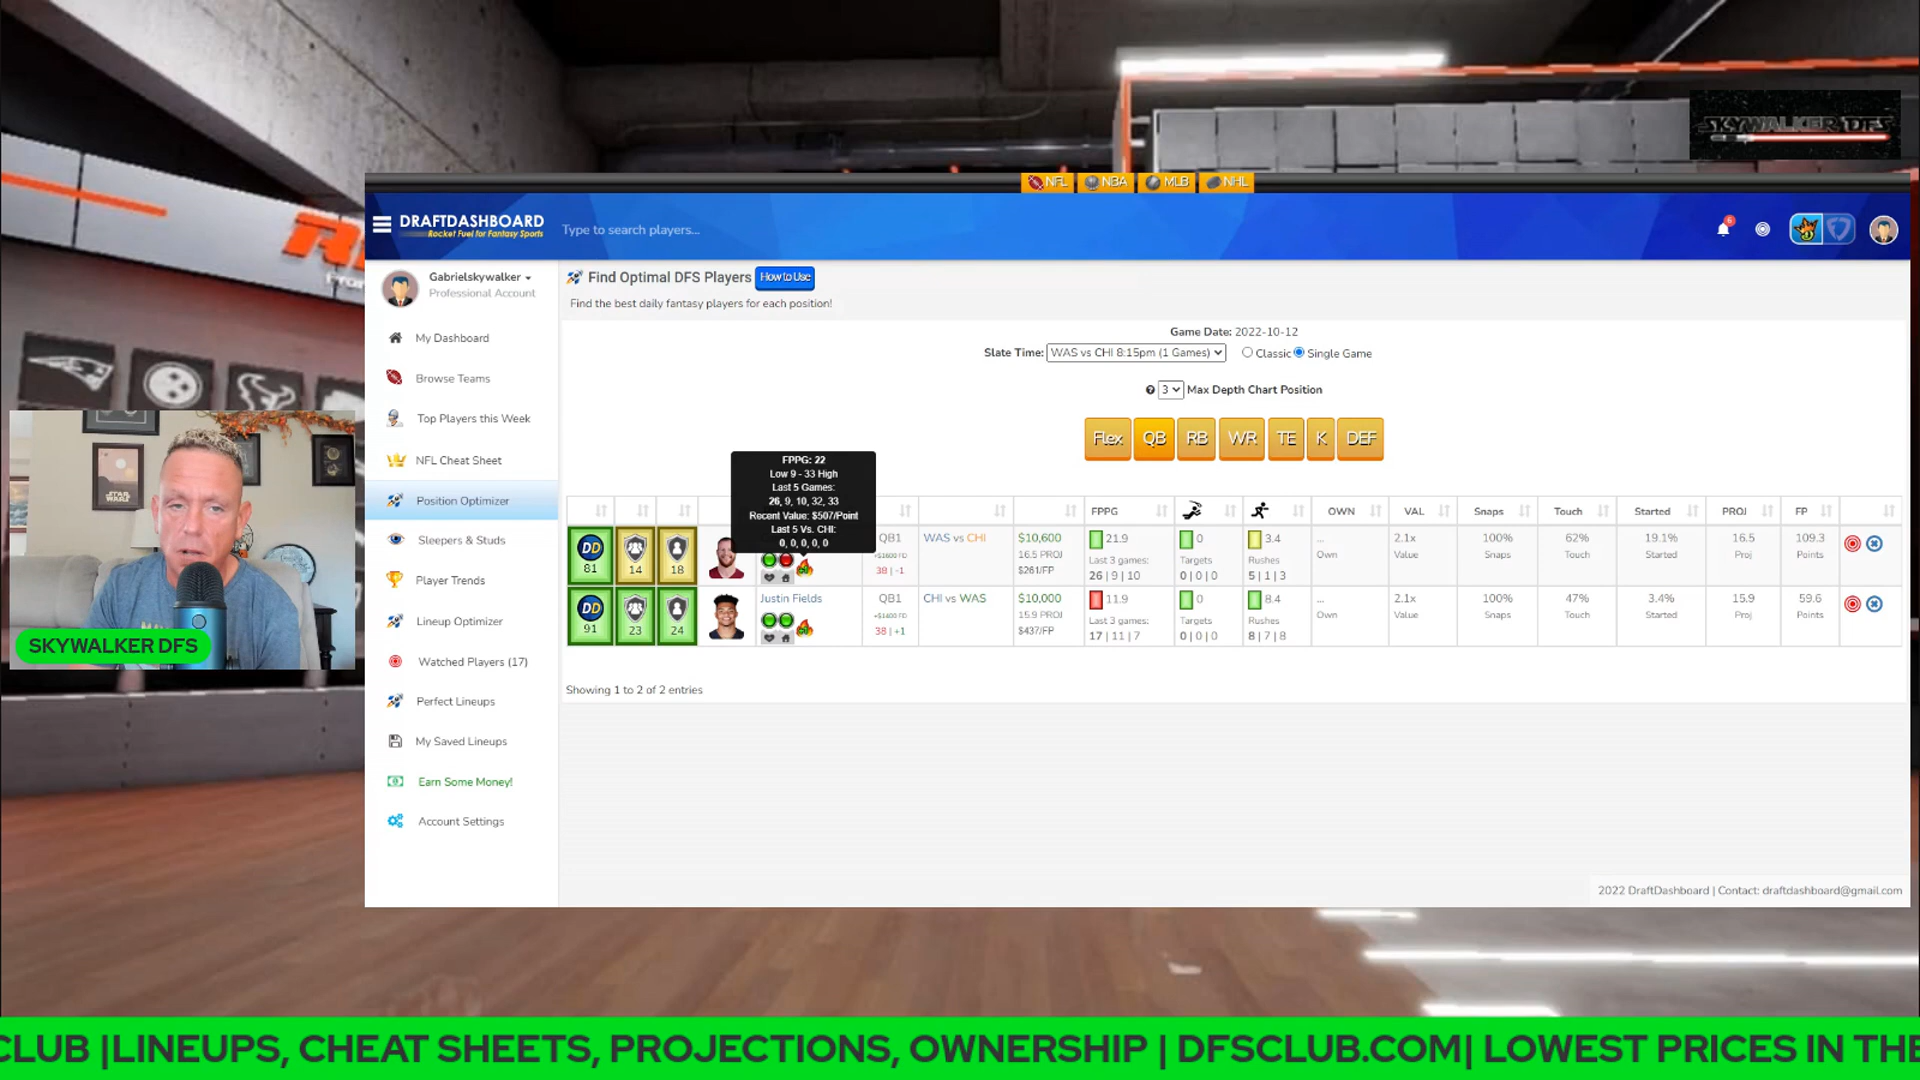 SKYWALKER DFS
NFL NBA MLB NHL
DRAFTDASHBOARD
Rocket Fuel for Fantasy Sports
Type to search players...
6
Gabrielskywalker
Professional Account
My Dashboard
Browse Teams
Top Players this Week
NFL Cheat Sheet
Position Optimizer
Sleepers & Studs
Player Trends
Lineup Optimizer
Watched Players (17)
Perfect Lineups
My Saved Lineups
Earn Some Money!
Account Settings
Find Optimal DFS Players How to Use
Find the best daily fantasy players for each position!
Game Date: 2022-10-12
Slate Time: WAS vs CHI 8:15pm (1 Games) Classic Single Game
3 Max Depth Chart Position
Flex QB RB WR TE K DEF
FPPG: 22
Low 9 - 33 High
Last 5 Games:
26, 9, 10, 32, 33
Recent Value: $507/Point
Last 5 Vs. CHI:
0, 0, 0, 0, 0
FPPG OWN VAL Snaps Touch Started PROJ FP
DD 81 14 18 QB1 WAS vs CHI $10,600 21.9 0 3.4 ... 2.1x 100% 62% 19.1% 16.5 109.3
+$1600 FD 16.5 PROJ Last 3 games: Targets Rushes Own Value Snaps Touch Started Proj Points
38 | -1 $261/FP 26 | 9 | 10 0 | 0 | 0 5 | 1 | 3
DD 91 23 24 Justin Fields QB1 CHI vs WAS $10,000 11.9 0 8.4 ... 2.1x 100% 47% 3.4% 15.9 59.6
15.9 PROJ Last 3 games: Targets Rushes Own Value Snaps Touch Started Proj Points
38 | +1 $437/FP 17 | 11 | 7 0 | 0 | 0 8 | 7 | 8
Showing 1 to 2 of 2 entries
2022 DraftDashboard | Contact: draftdashboard@gmail.com
STAR WARS
SKYWALKER DFS
CLUB |LINEUPS, CHEAT SHEETS, PROJECTIONS, OWNERSHIP | DFSCLUB.COM| LOWEST PRICES IN THE